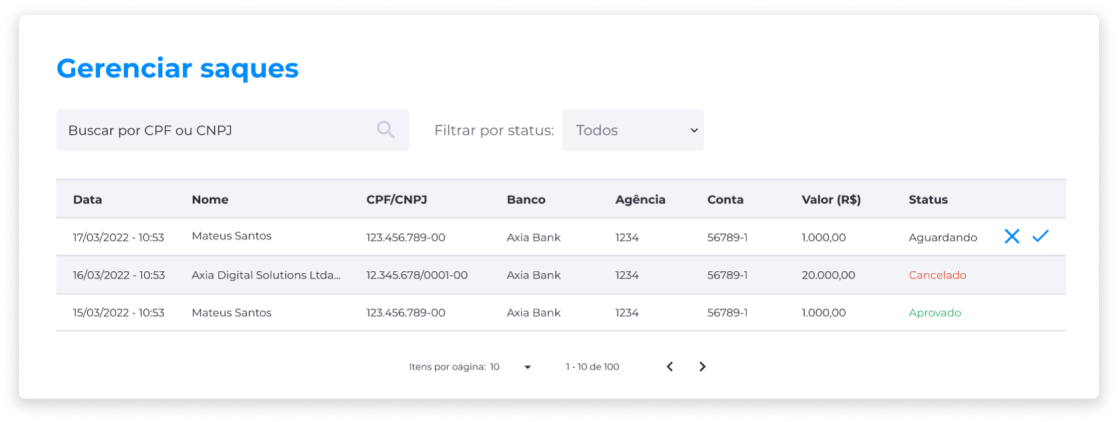 Gerenciar saques
Buscar por CPF ou CNPJ Filtrar por status: Todos
Data Nome CPF/CNPJ Banco Agência Conta Valor (R$) Status
17/03/2022 - 10:53 Mateus Santos 123.456.789-00 Axia Bank 1234 56789-1 1.000,00 Aguardando
16/03/2022 - 10:53 Axia Digital Solutions Ltda... 12.345.678/0001-00 Axia Bank 1234 56789-1 20.000,00 Cancelado
15/03/2022 - 10:53 Mateus Santos 123.456.789-00 Axia Bank 1234 56789-1 1.000,00 Aprovado
Itens por oágina: 10 1 - 10 de 100